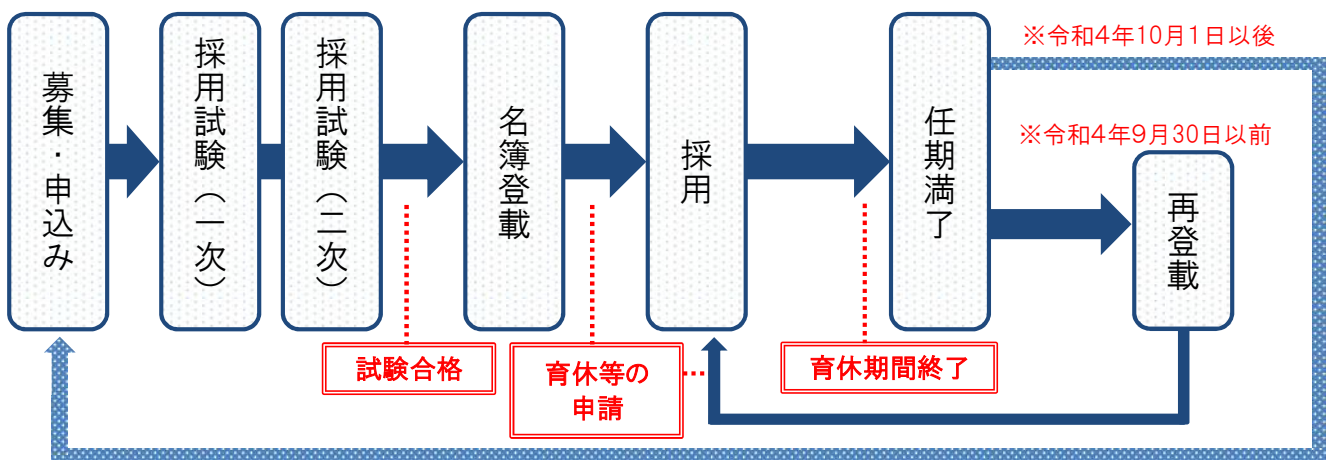 募集・申込み
採用試験（一次）
採用試験（二次）
名簿登載
採用
任期満了
※令和4年10月1日以後
※令和4年9月30日以前
再登載
試験合格
育休等の
申請
育休期間終了